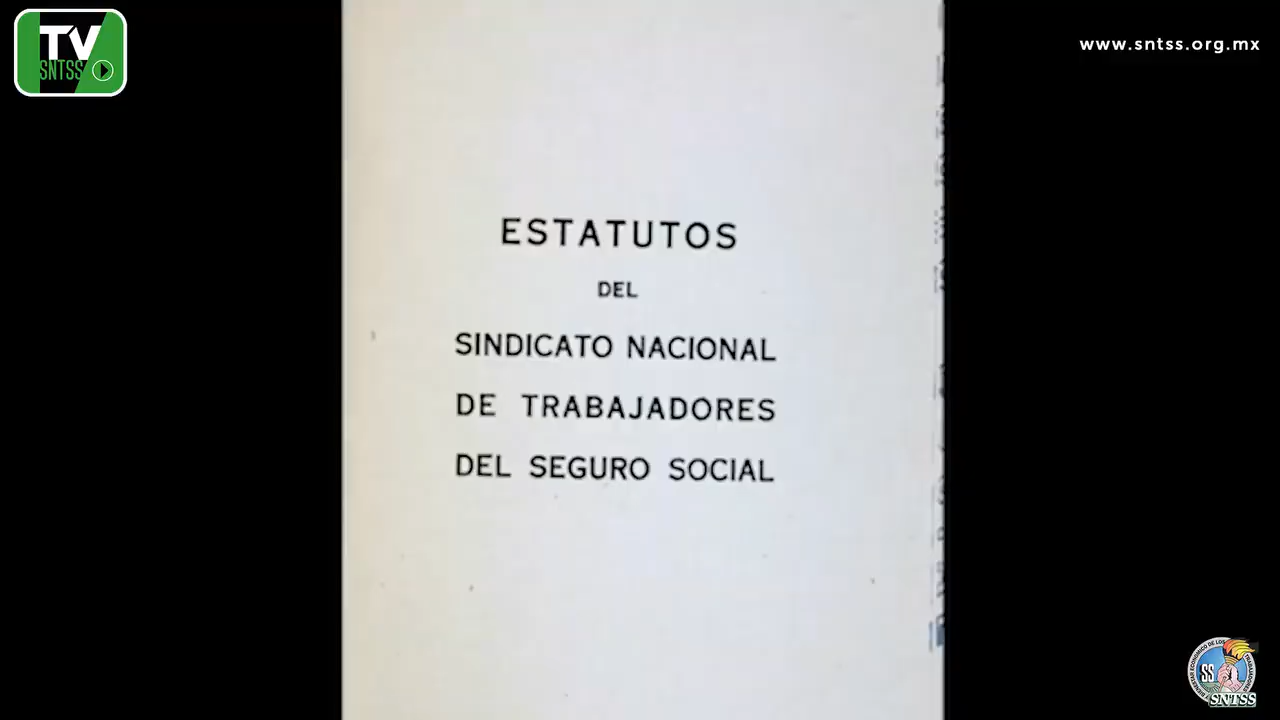 TV
SNTSS
www.sntss.org.mx
ESTATUTOS
DEL
SINDICATO NACIONAL
DE TRABAJADORES
DEL SEGURO SOCIAL
SS
SNTSS